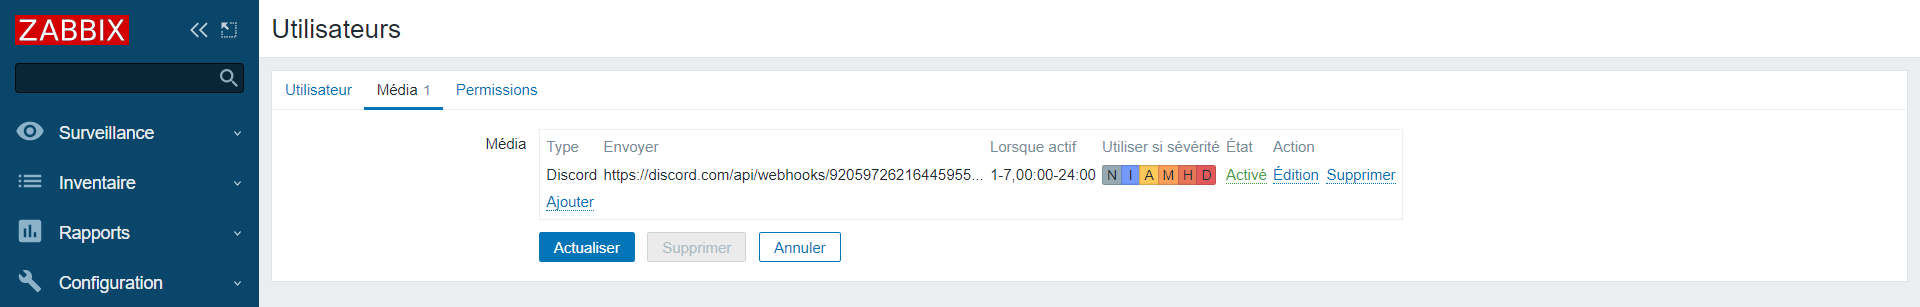 ZABBIX
Utilisateurs
Utilisateur Média 1 Permissions
Surveillance
Inventaire
Rapports
Configuration
Média
Type Envoyer Lorsque actif Utiliser si sévérité État Action
Discord https://discord.com/api/webhooks/92059726216445955... 1-7,00:00-24:00 N I A M H D Activé Édition Supprimer
Ajouter
Actualiser Supprimer Annuler